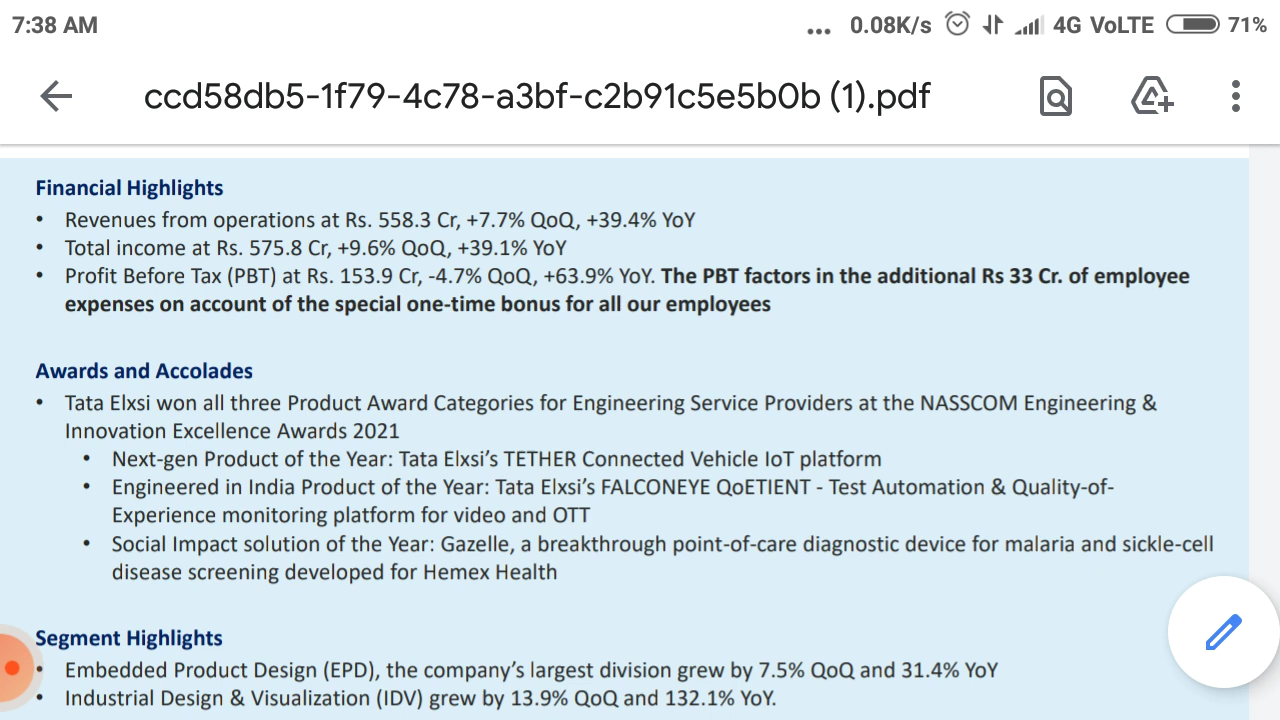 7:38 AM
... 0.08K/s 4G VoLTE 71%
ccd58db5-1f79-4c78-a3bf-c2b91c5e5b0b (1).pdf
Financial Highlights
• Revenues from operations at Rs. 558.3 Cr, +7.7% QoQ, +39.4% YoY
• Total income at Rs. 575.8 Cr, +9.6% QoQ, +39.1% YoY
• Profit Before Tax (PBT) at Rs. 153.9 Cr, -4.7% QoQ, +63.9% YoY. The PBT factors in the additional Rs 33 Cr. of employee
expenses on account of the special one-time bonus for all our employees
Awards and Accolades
• Tata Elxsi won all three Product Award Categories for Engineering Service Providers at the NASSCOM Engineering &
Innovation Excellence Awards 2021
• Next-gen Product of the Year: Tata Elxsi's TETHER Connected Vehicle IoT platform
• Engineered in India Product of the Year: Tata Elxsi's FALCONEYE QoETIENT - Test Automation & Quality-of-
Experience monitoring platform for video and OTT
• Social Impact solution of the Year: Gazelle, a breakthrough point-of-care diagnostic device for malaria and sickle-cell
disease screening developed for Hemex Health
Segment Highlights
• Embedded Product Design (EPD), the company's largest division grew by 7.5% QoQ and 31.4% YoY
• Industrial Design & Visualization (IDV) grew by 13.9% QoQ and 132.1% YoY.